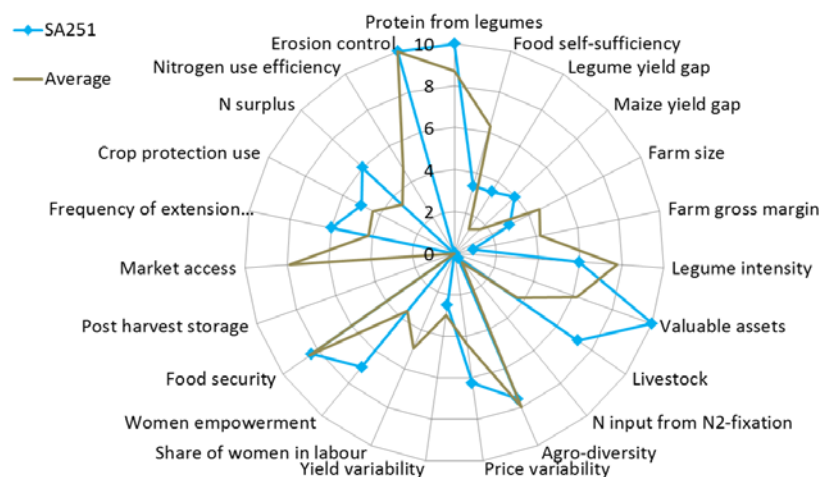 SA251
Average
Protein from legumes
Food self-sufficiency
Legume yield gap
Maize yield gap
Farm size
Farm gross margin
Legume intensity
Valuable assets
Livestock
N input from N2-fixation
Agro-diversity
Price variability
Yield variability
Share of women in labour
Women empowerment
Food security
Post harvest storage
Market access
Frequency of extension...
Crop protection use
N surplus
Nitrogen use efficiency
Erosion control
10
8
6
4
2
0